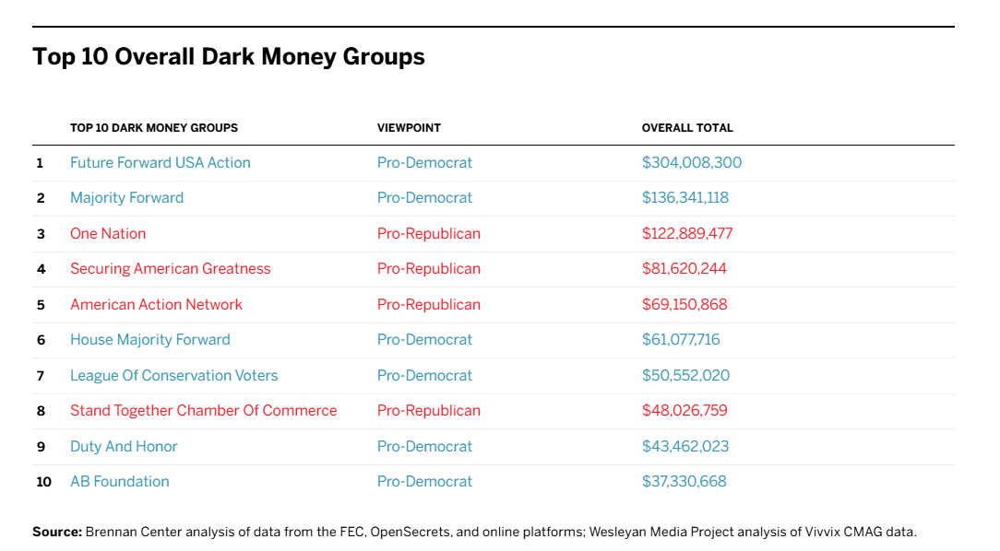 Top 10 Overall Dark Money Groups
TOP 10 DARK MONEY GROUPS VIEWPOINT OVERALL TOTAL
1 Future Forward USA Action Pro-Democrat $304,008,300
2 Majority Forward Pro-Democrat $136,341,118
3 One Nation Pro-Republican $122,889,477
4 Securing American Greatness Pro-Republican $81,620,244
5 American Action Network Pro-Republican $69,150,868
6 House Majority Forward Pro-Democrat $61,077,716
7 League Of Conservation Voters Pro-Democrat $50,552,020
8 Stand Together Chamber Of Commerce Pro-Republican $48,026,759
9 Duty And Honor Pro-Democrat $43,462,023
10 AB Foundation Pro-Democrat $37,330,668
Source: Brennan Center analysis of data from the FEC, OpenSecrets, and online platforms; Wesleyan Media Project analysis of Vivvix CMAG data.